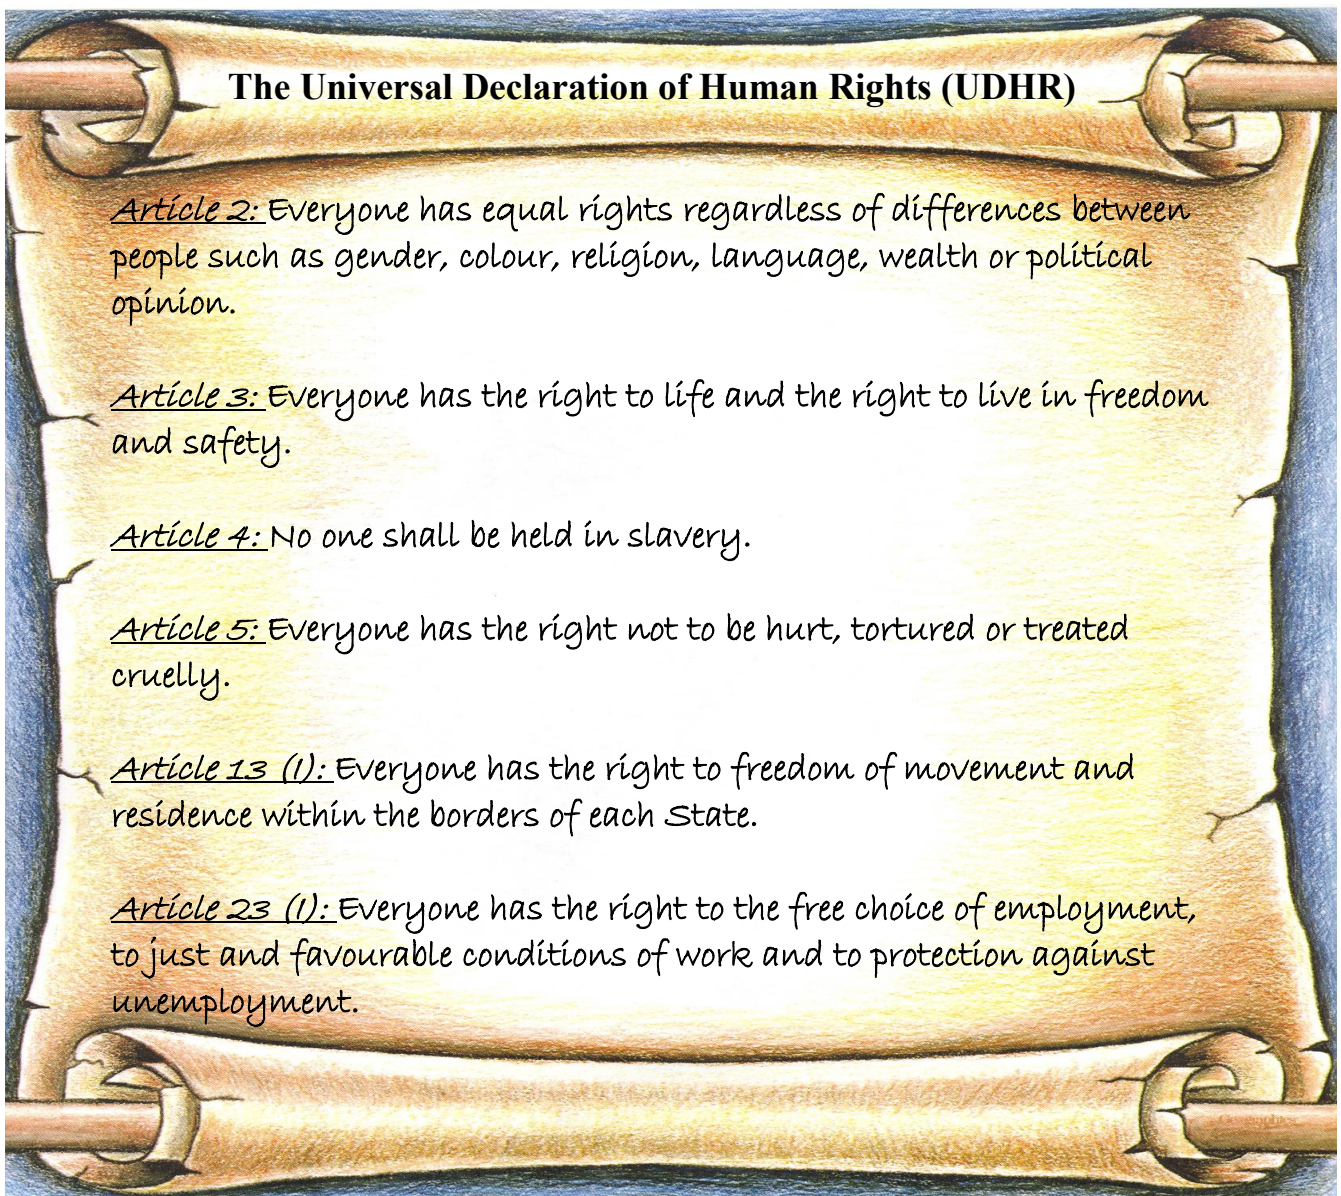 The Universal Declaration of Human Rights (UDHR)
Article 2: Everyone has equal rights regardless of differences between
people such as gender, colour, religion, language, wealth or political
opinion.
Article 3: Everyone has the right to life and the right to live in freedom
and safety.
Article 4: No one shall be held in slavery.
Article 5: Everyone has the right not to be hurt, tortured or treated
cruelly.
Article 13 (1): Everyone has the right to freedom of movement and
residence within the borders of each State.
Article 23 (1): Everyone has the right to the free choice of employment,
to just and favourable conditions of work and to protection against
unemployment.